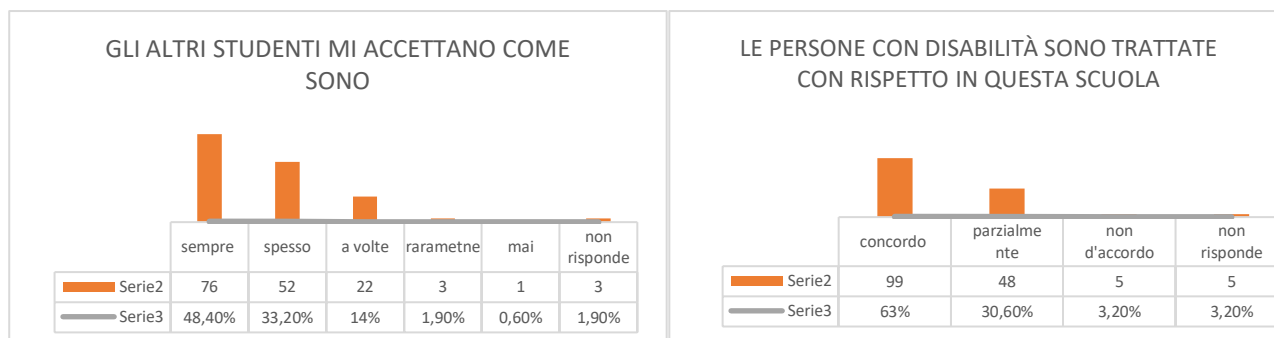 GLI ALTRI STUDENTI MI ACCETTANO COME
SONO
sempre spesso a volte rarametne mai non risponde
Serie2 76 52 22 3 1 3
Serie3 48,40% 33,20% 14% 1,90% 0,60% 1,90%
LE PERSONE CON DISABILITÀ SONO TRATTATE
CON RISPETTO IN QUESTA SCUOLA
concordo parzialme nte non d'accordo non risponde
Serie2 99 48 5 5
Serie3 63% 30,60% 3,20% 3,20%